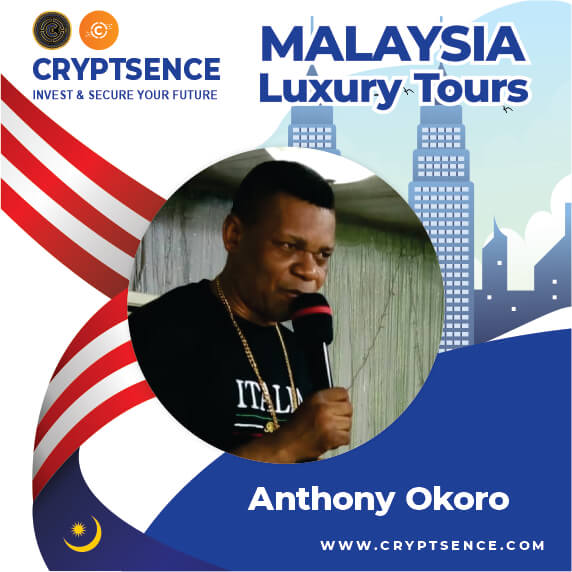 CRYPTSENCE
INVEST & SECURE YOUR FUTURE
MALAYSIA
Luxury Tours
ITALIA
Anthony Okoro
WWW.CRYPTSENCE.COM